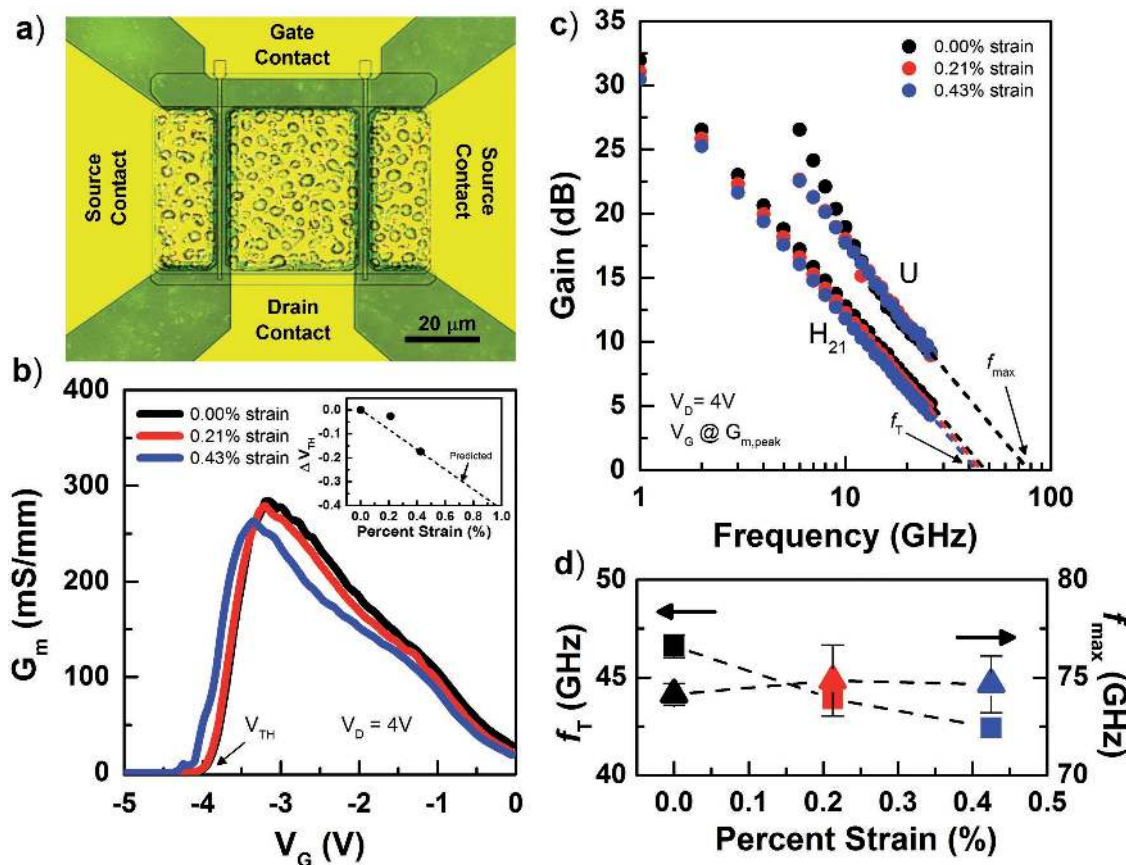 a)
Gate
Contact
Source
Contact
Source
Contact
Drain
Contact
20 μm
b)
400
300
200
100
0
G_m (mS/mm)
0.00% strain
0.21% strain
0.43% strain
0.0
-0.1
-0.2
-0.3
-0.4
Δ V_TH
Predicted
0.0 0.2 0.4 0.6 0.8 1.0
Percent Strain (%)
V_TH
V_D = 4V
-5 -4 -3 -2 -1 0
V_G (V)
c)
35
30
25
20
15
10
5
0
Gain (dB)
0.00% strain
0.21% strain
0.43% strain
U
H_21
f_max
f_T
V_D= 4V
V_G @ G_m,peak
1 10 100
Frequency (GHz)
d)
50
45
40
f_T (GHz)
80
75
70
f_max (GHz)
0.0 0.1 0.2 0.3 0.4 0.5
Percent Strain (%)